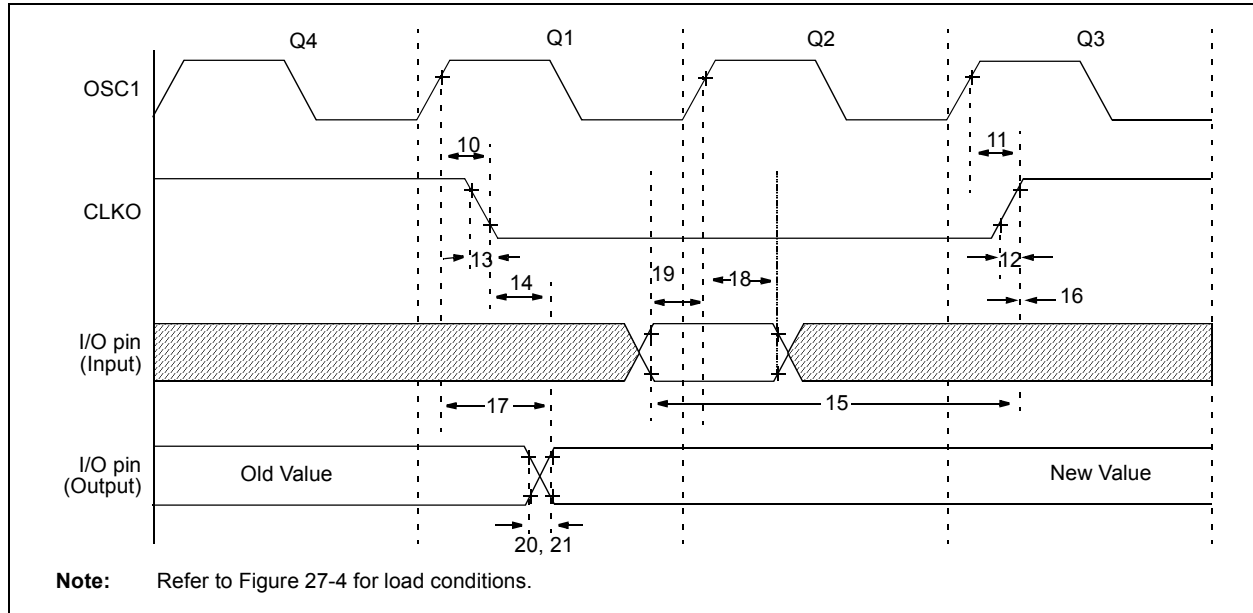 Q4 Q1 Q2 Q3
OSC1
10 11
CLKO
13 12
14 19 18 16
I/O pin
(Input)
17 15
I/O pin
(Output)
Old Value New Value
20, 21
Note: Refer to Figure 27-4 for load conditions.